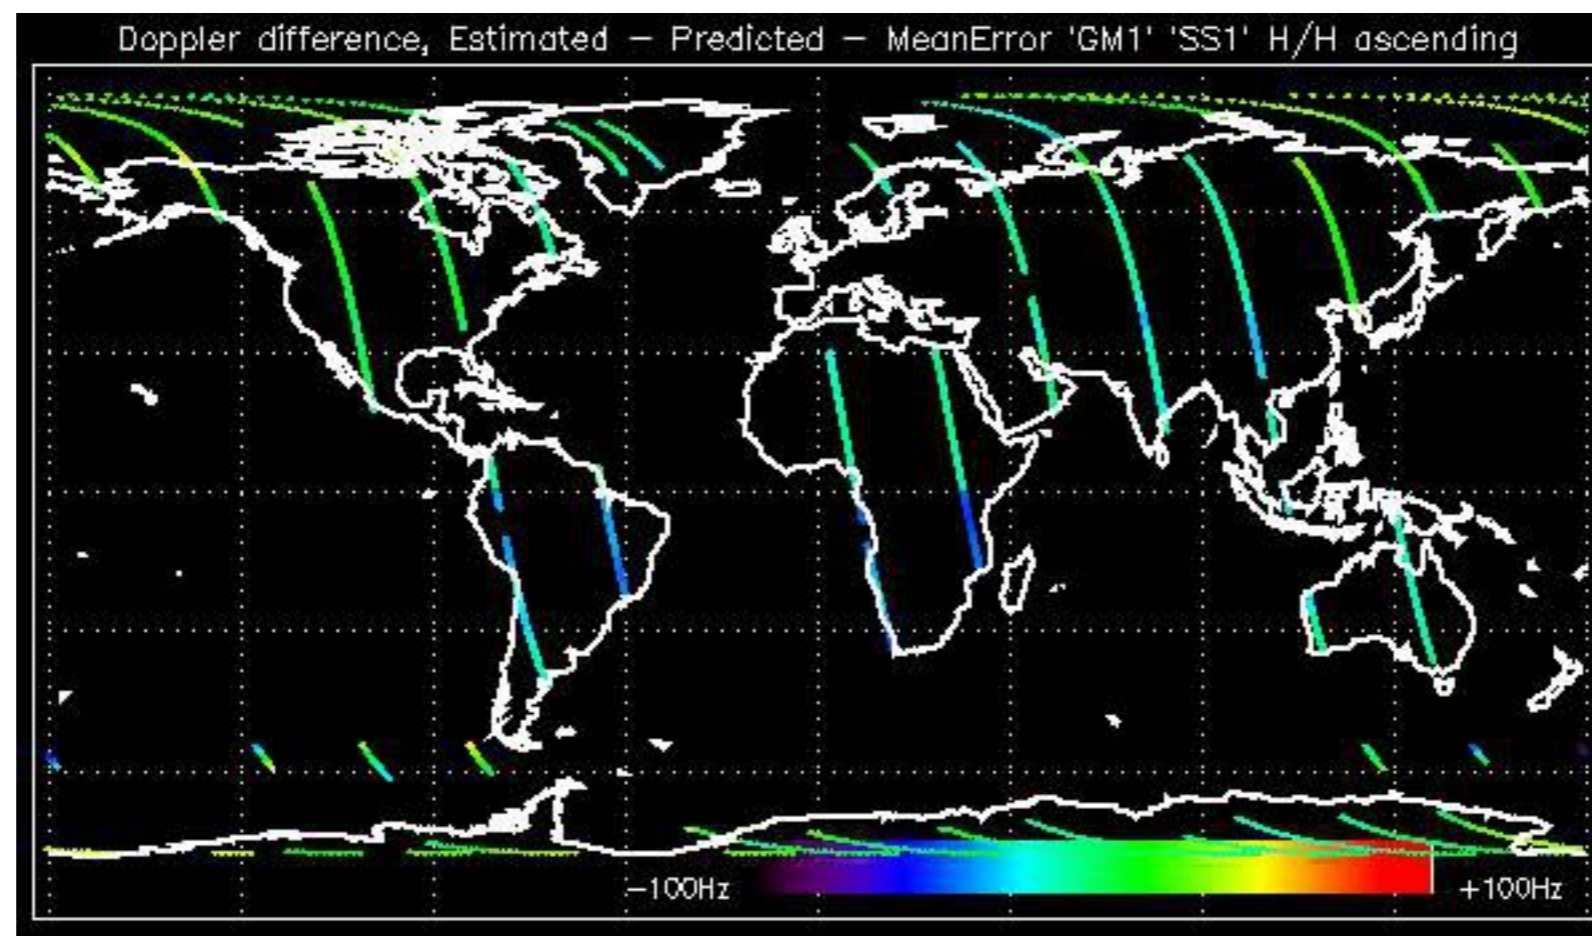 Doppler difference, Estimated — Predicted — MeanError 'GM1' 'SS1' H/H ascending
−100Hz +100Hz